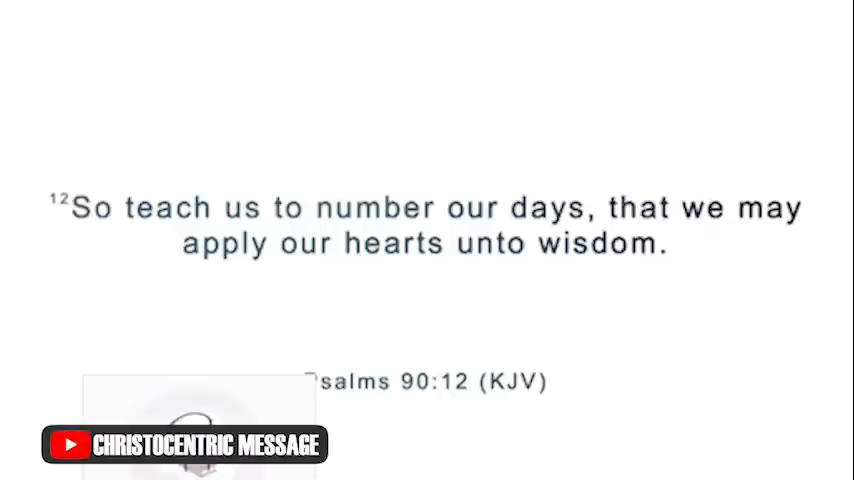 12So teach us to number our days, that we may
apply our hearts unto wisdom.
Psalms 90:12 (KJV)
CHRISTOCENTRIC MESSAGE